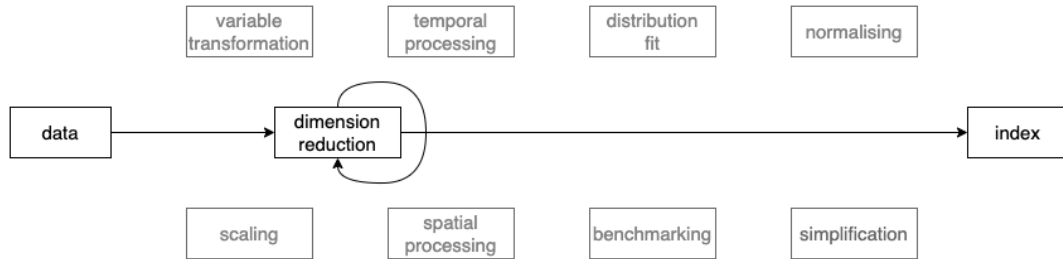 variable
transformation
temporal
processing
distribution
fit
normalising
data
dimension
reduction
index
scaling
spatial
processing
benchmarking
simplification